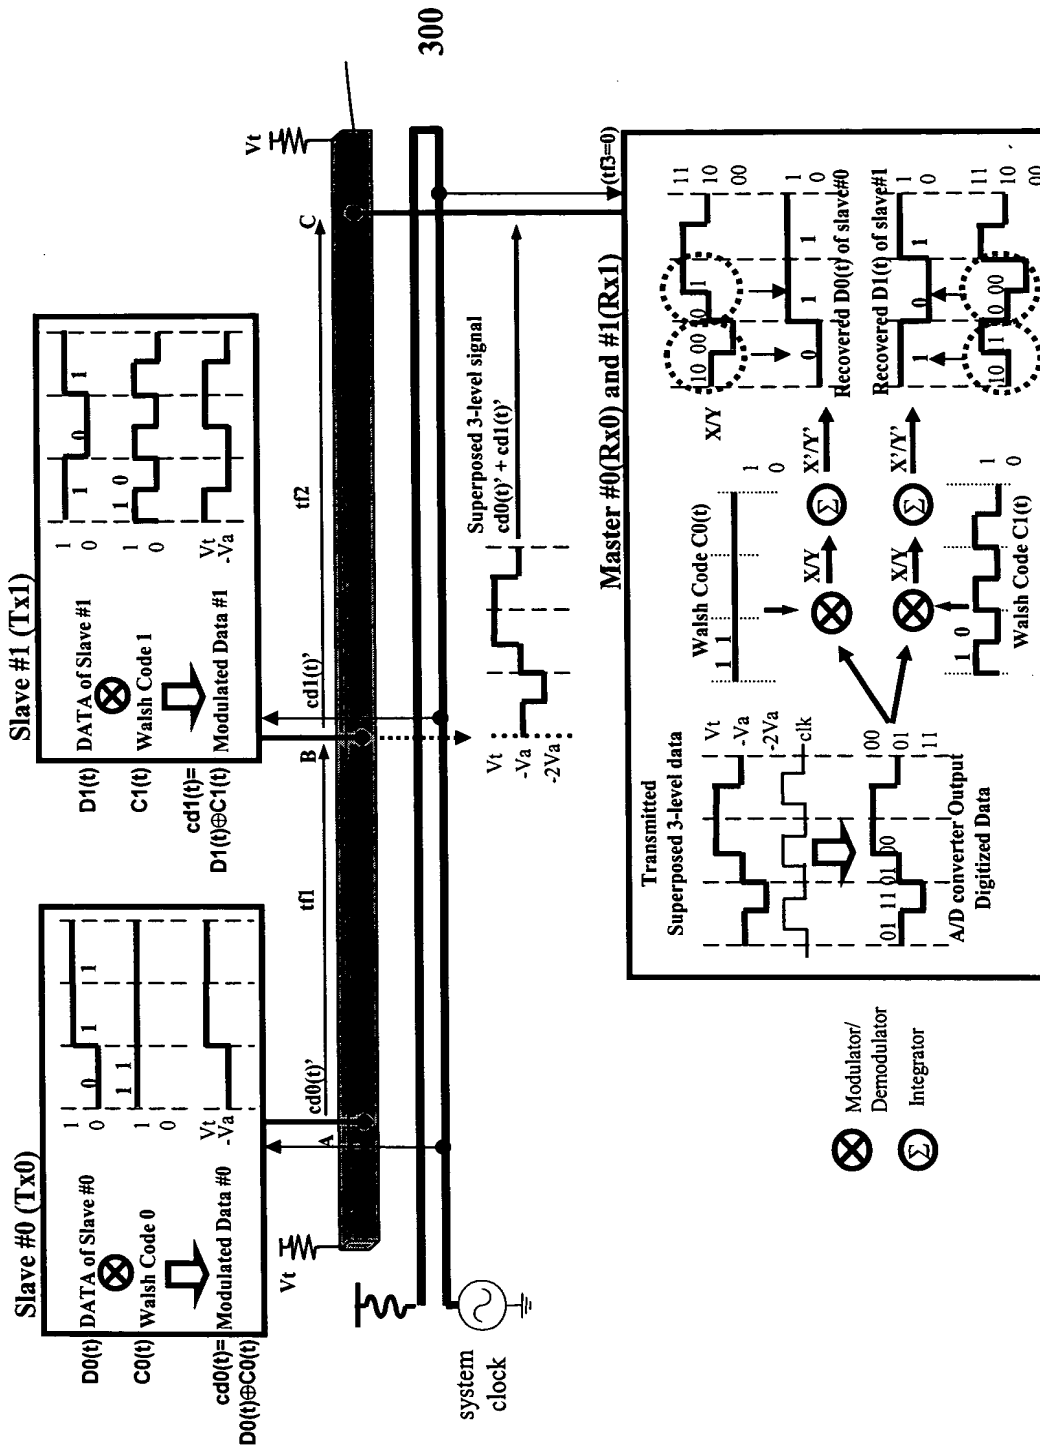 Slave #0 (Tx0)
D0(t) DATA of Slave #0
C0(t) Walsh Code 0
cd0(t)= Modulated Data #0
D0(t)⊕C0(t)
1
0
0 1 1
1 1
1
0
Vt
-Va
Slave #1 (Tx1)
D1(t) DATA of Slave #1
C1(t) Walsh Code 1
cd1(t)= Modulated Data #1
D1(t)⊕C1(t)
1
0
1 0 1
1 0
1
0
Vt
-Va
Vt
A
cd0(t)'
tf1
B
cd1(t)'
tf2
C
Vt
300
system
clock
Vt
-Va
-2Va
Superposed 3-level signal
cd0(t)' + cd1(t)'
(tf3=0)
Master #0(Rx0) and #1(Rx1)
Transmitted
Superposed 3-level data
Vt
-Va
-2Va
clk
01 11 01 00
00
01
11
A/D converter Output
Digitized Data
Walsh Code C0(t)
1 1
1
0
X/Y
X'/Y'
X/Y
X'/Y'
Σ
Σ
1 0
1
0
Walsh Code C1(t)
X/Y
10 00
11
10
00
0 1 1
1
0
Recovered D0(t) of slave#0
Recovered D1(t) of slave#1
1 0 1
1
0
10 11 10 00
11
10
00
Modulator/
Demodulator
Σ Integrator